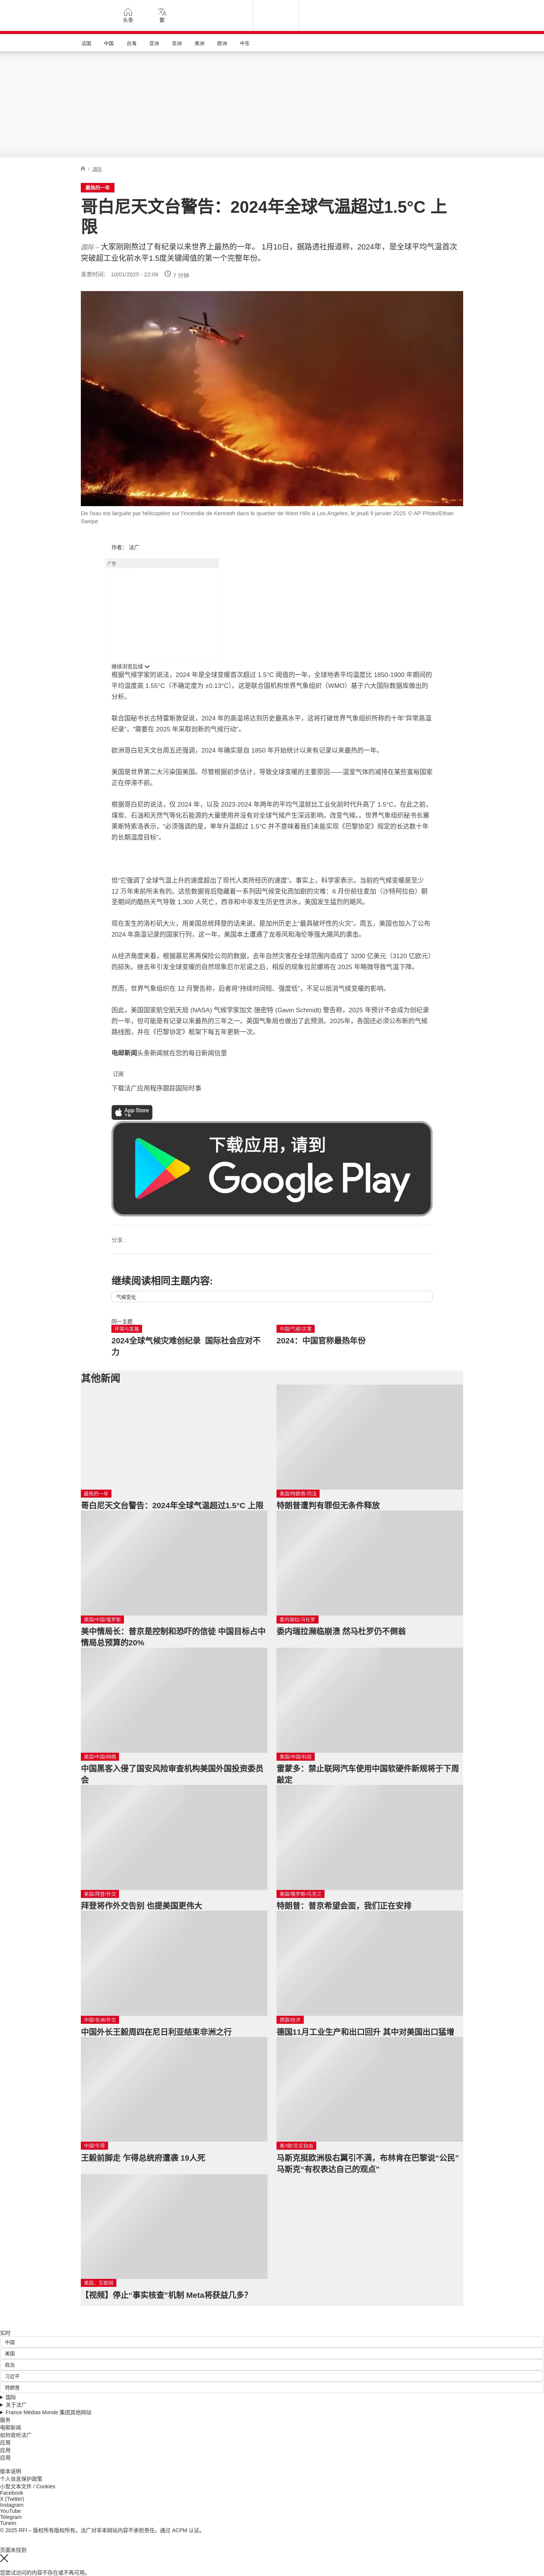 头条
繁
法国
中国
台海
亚洲
非洲
美洲
欧洲
中东
/ 国际
最热的一年
哥白尼天文台警告：2024年全球气温超过1.5°C 上限
国际 – 大家刚刚熬过了有纪录以来世界上最热的一年。 1月10日，据路透社报道称，2024年，是全球平均气温首次突破超工业化前水平1.5度关键阈值的第一个完整年份。
发表时间： 10/01/2025 - 22:09
7 分钟
De l'eau est larguée par hélicoptère sur l'incendie de Kenneth dans le quartier de West Hills à Los Angeles, le jeudi 9 janvier 2025 © AP Photo/Ethan Swope
作者： 法广
广告
继续浏览后续
根据气候学家的说法，2024 年是全球变暖首次超过 1.5°C 阈值的一年，全球地表平均温度比 1850-1900 年期间的平均温度高 1.55°C（不确定度为 ±0.13°C）。这是联合国机构世界气象组织（WMO）基于六大国际数据库做出的分析。
联合国秘书长古特雷斯敦促说，2024 年的高温将达到历史最高水平，这将打破世界气象组织所称的十年“异常高温纪录”，“需要在 2025 年采取创新的气候行动”。
欧洲哥白尼天文台周五还强调，2024 年确实是自 1850 年开始统计以来有记录以来最热的一年。
美国是世界第二大污染国美国。尽管根据初步估计，导致全球变暖的主要原因——温室气体的减排在某些富裕国家正在停滞不前。
根据哥白尼的说法，仅 2024 年，以及 2023-2024 年两年的平均气温就比工业化前时代升高了 1.5°C，在此之前，煤炭、石油和天然气等化石能源的大量使用并没有对全球气候产生深远影响。改变气候。。世界气象组织秘书长塞莱斯特索洛表示，“必须强调的是，单年升温超过 1.5°C 并不意味着我们未能实现《巴黎协定》规定的长达数十年的长期温度目标”。
但“它强调了全球气温上升的速度超出了现代人类所经历的速度”。事实上，科学家表示，当前的气候变暖是至少 12 万年来前所未有的。这些数据背后隐藏着一系列因气候变化而加剧的灾难：6 月份前往麦加（沙特阿拉伯）朝圣期间的酷热天气导致 1,300 人死亡，西非和中非发生历史性洪水，美国发生猛烈的飓风。
现在发生的洛杉矶大火，用美国总统拜登的话来说，是加州历史上“最具破坏性的火灾”。周五，美国也加入了公布 2024 年高温记录的国家行列，这一年，美国本土遭遇了龙卷风和海伦等强大飓风的袭击。
从经济角度来看，根据慕尼黑再保险公司的数据，去年自然灾害在全球范围内造成了 3200 亿美元（3120 亿欧元）的损失。继去年引发全球变暖的自然现象厄尔尼诺之后，相反的现象拉尼娜将在 2025 年略微导致气温下降。
然而，世界气象组织在 12 月警告称，后者将“持续时间短、强度低”，不足以抵消气候变暖的影响。
因此，美国国家航空航天局 (NASA) 气候学家加文·施密特 (Gavin Schmidt) 警告称，2025 年预计不会成为创纪录的一年，但可能是有记录以来最热的三年之一。英国气象局也做出了此预测。2025年，各国还必须公布新的气候路线图，并在《巴黎协定》框架下每五年更新一次。
电邮新闻头条新闻就在您的每日新闻信里
订阅
下载法广应用程序跟踪国际时事
App Store
下载应用，请到
Google Play
分享 :
继续阅读相同主题内容:
气候变化
同一主题
环境与发展
2024全球气候灾难创纪录 国际社会应对不力
中国/气候/灾害
2024：中国官称最热年份
其他新闻
最热的一年
哥白尼天文台警告：2024年全球气温超过1.5°C 上限
美国/特朗普/司法
特朗普遭判有罪但无条件释放
美国/中国/俄罗斯
美中情局长：普京是控制和恐吓的信徒 中国目标占中情局总预算的20%
委内瑞拉/马杜罗
委内瑞拉濒临崩溃 然马杜罗仍不倒翁
美国/中国/网络
中国黑客入侵了国安风险审查机构美国外国投资委员会
美国/中国/科技
雷蒙多：禁止联网汽车使用中国软硬件新规将于下周敲定
美国/拜登/外交
拜登将作外交告别 也提美国更伟大
美国/俄罗斯/乌克兰
特朗普：普京希望会面，我们正在安排
中国/非洲/外交
中国外长王毅周四在尼日利亚结束非洲之行
德国/经济
德国11月工业生产和出口回升 其中对美国出口猛增
中国/乍得
王毅前脚走 乍得总统府遭袭 19人死
美/欧/言论自由
马斯克挺欧洲极右翼引不满，布林肯在巴黎说“公民”马斯克“有权表达自己的观点”
美国、互联网
【视频】停止“事实核查”机制 Meta将获益几多？
实时
中国
美国
政治
习近平
特朗普
国际
关于法广
France Médias Monde 集团其他网站
服务
电邮新闻
如何收听法广
应用
应用
应用
版本说明
个人信息保护政策
小型文本文件 / Cookies
Facebook
X (Twitter)
Instagram
YouTube
Telegram
TuneIn
© 2025 RFI – 版权所有版权所有。法广对非本网站内容不承担责任。通过 ACPM 认证。
页面未找到
您尝试访问的内容不存在或不再可用。